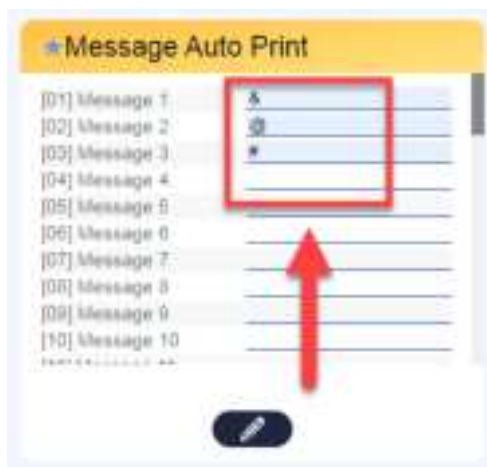 Message Auto Print
[01] Message 1 &
[02] Message 2 @
[03] Message 3
[04] Message 4
[05] Message 5
[06] Message 6
[07] Message 7
[08] Message 8
[09] Message 9
[10] Message 10